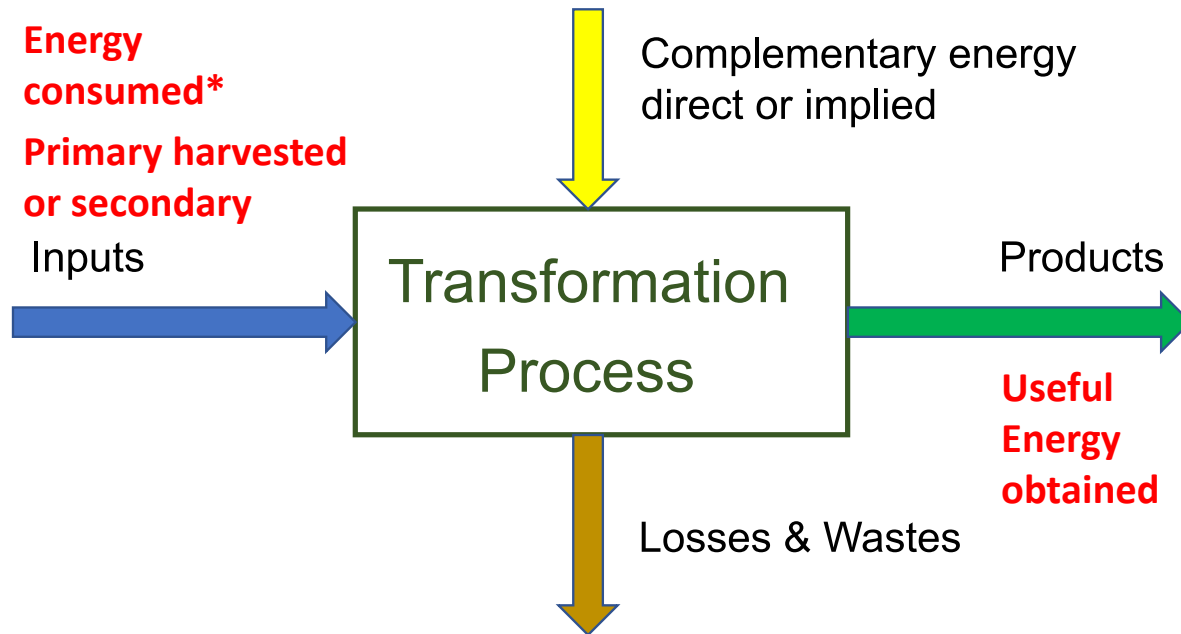 Energy
consumed*
Primary harvested
or secondary
Inputs
Complementary energy
direct or implied
Transformation
Process
Products
Useful
Energy
obtained
Losses & Wastes